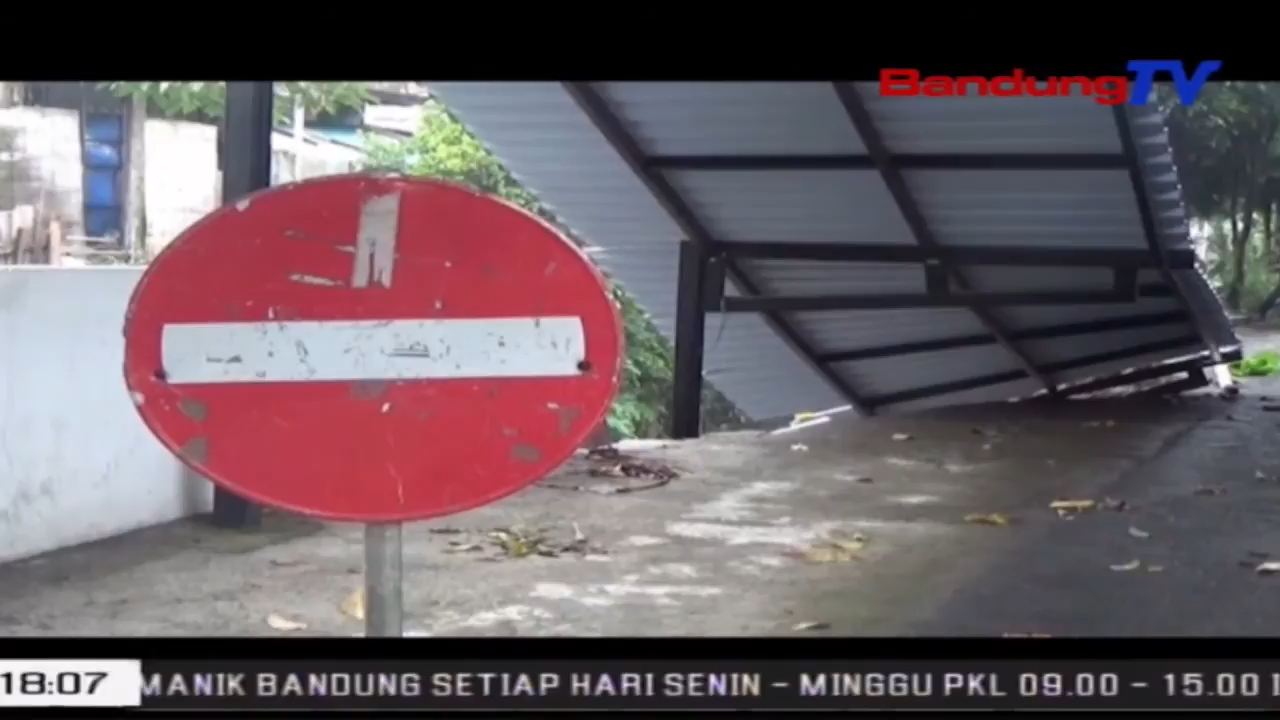 BandungTV
18:07
MANIK BANDUNG SETIAP HARI SENIN - MINGGU PKL 09.00 - 15.00